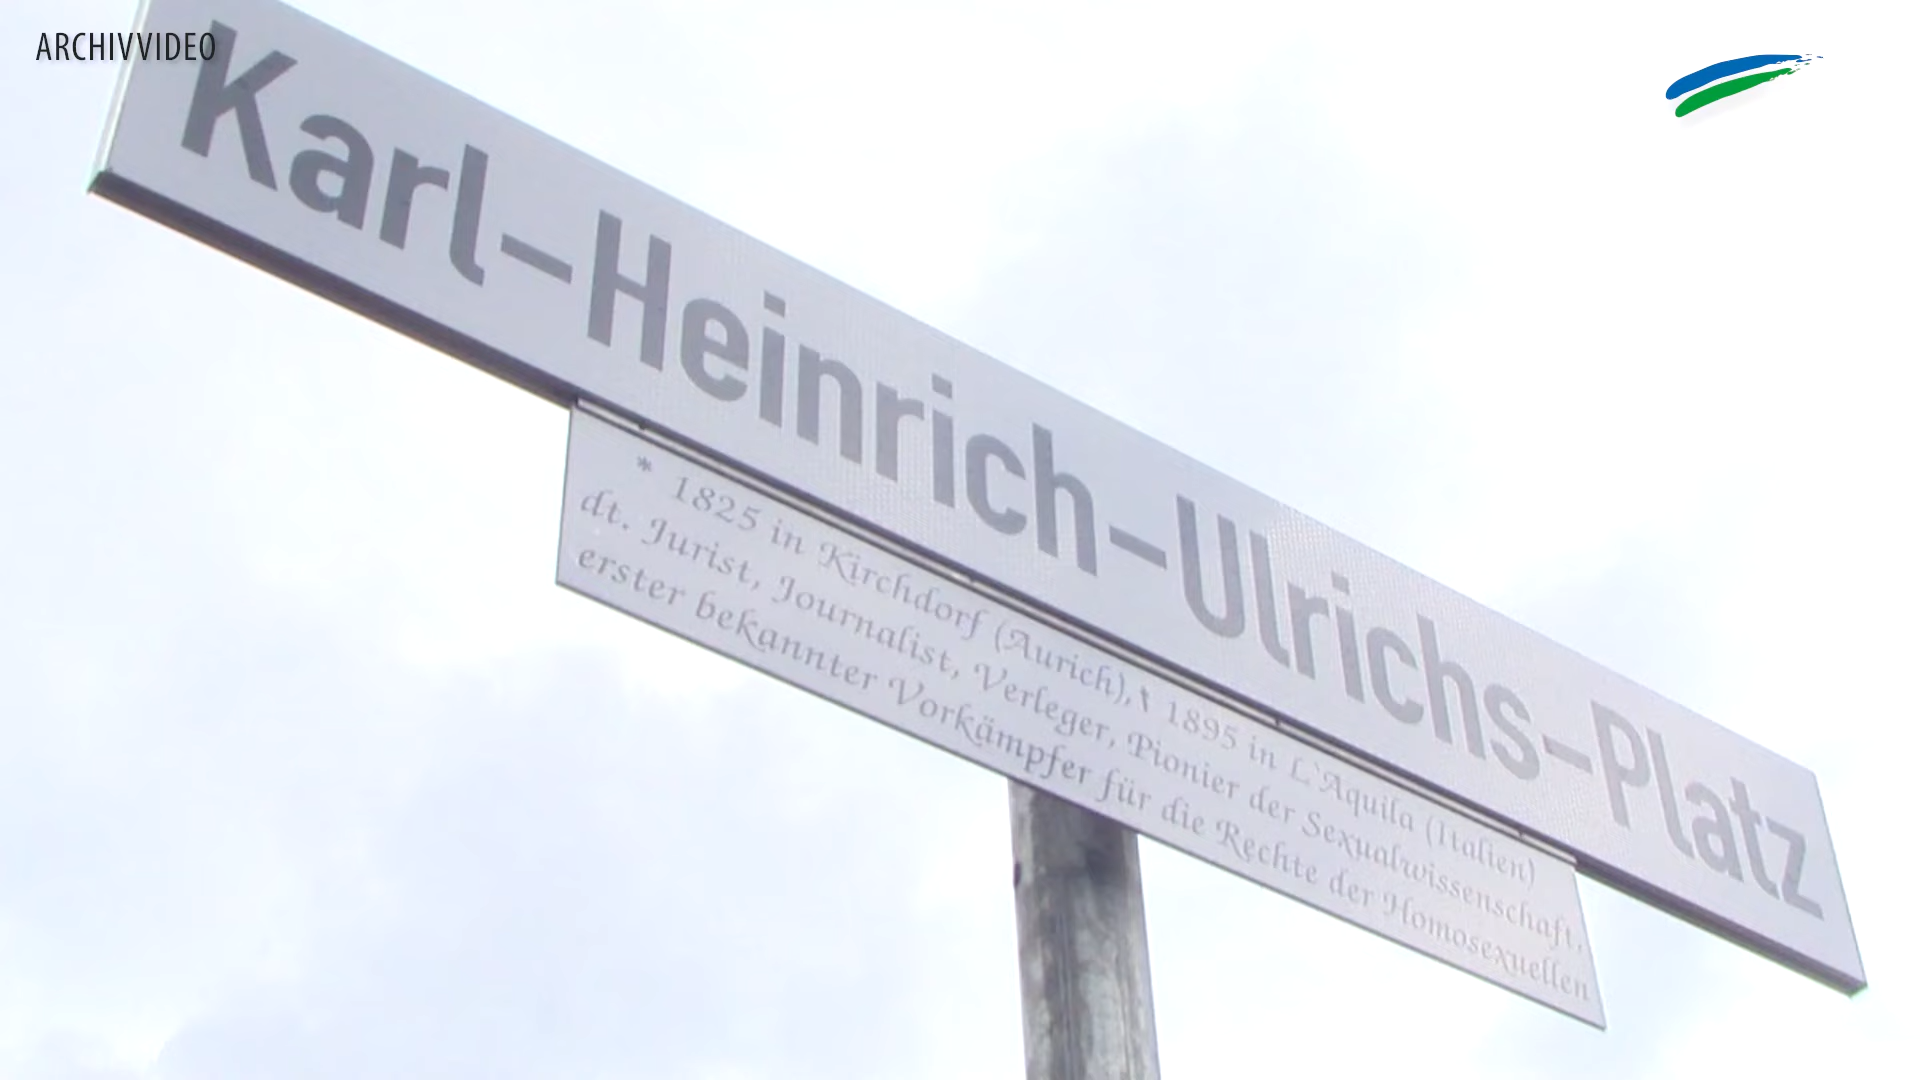 ARCHIVVIDEO
Karl-Heinrich-Ulrichs-Platz
* 1825 in Kirchdorf (Aurich), † 1895 in L`Aquila (Italien)
dt. Jurist, Journalist, Verleger, Pionier der Sexualwissenschaft,
erster bekannter Vorkämpfer für die Rechte der Homosexuellen